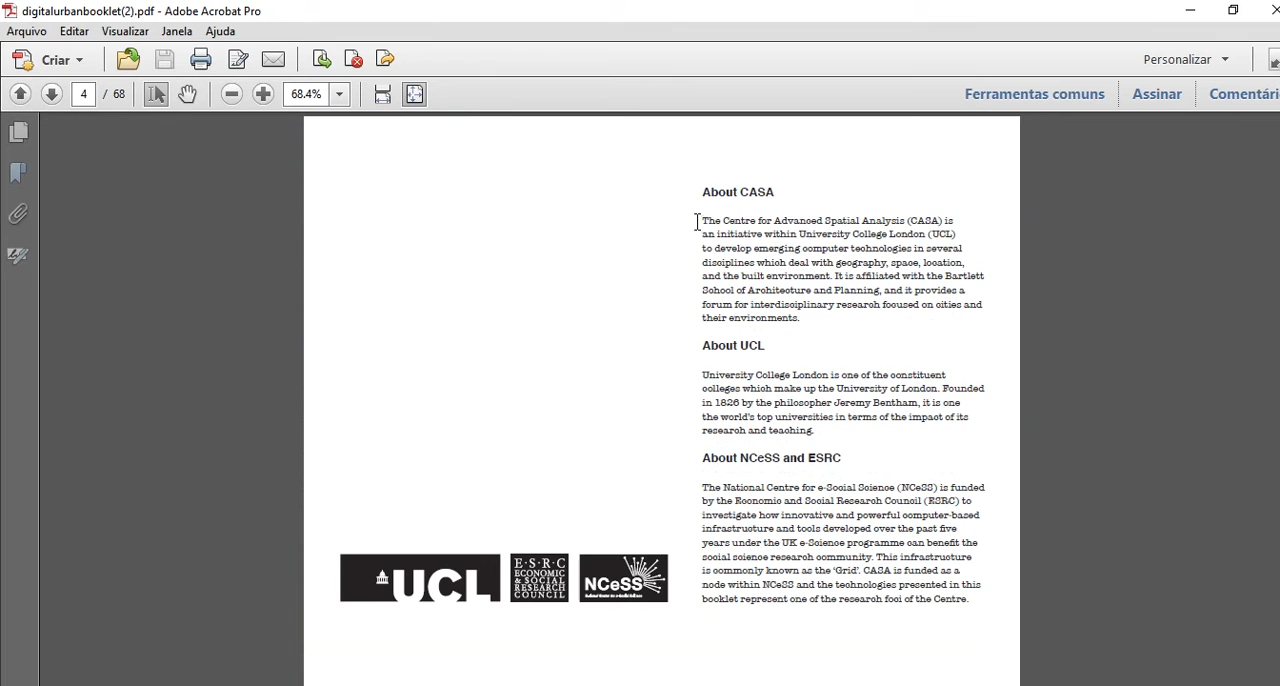 digitalurbanbooklet(2).pdf - Adobe Acrobat Pro
Arquivo Editar Visualizar Janela Ajuda
Criar
Personalizar
4 / 68
68.4%
Ferramentas comuns
Assinar
Comentári
About CASA
The Centre for Advanced Spatial Analysis (CASA) is
an initiative within University College London (UCL)
to develop emerging computer technologies in several
disciplines which deal with geography, space, location,
and the built environment. It is affiliated with the Bartlett
School of Architecture and Planning, and it provides a
forum for interdisciplinary research focused on cities and
their environments.
About UCL
University College London is one of the constituent
colleges which make up the University of London. Founded
in 1826 by the philosopher Jeremy Bentham, it is one
the world's top universities in terms of the impact of its
research and teaching.
About NCeSS and ESRC
The National Centre for e-Social Science (NCeSS) is funded
by the Economic and Social Research Council (ESRC) to
investigate how innovative and powerful computer-based
infrastructure and tools developed over the past five
years under the UK e-Science programme can benefit the
social science research community. This infrastructure
is commonly known as the ‘Grid’. CASA is funded as a
node within NCeSS and the technologies presented in this
booklet represent one of the research foci of the Centre.
UCL
E·S·R·C
ECONOMIC
& SOCIAL
RESEARCH
COUNCIL
NCeSS